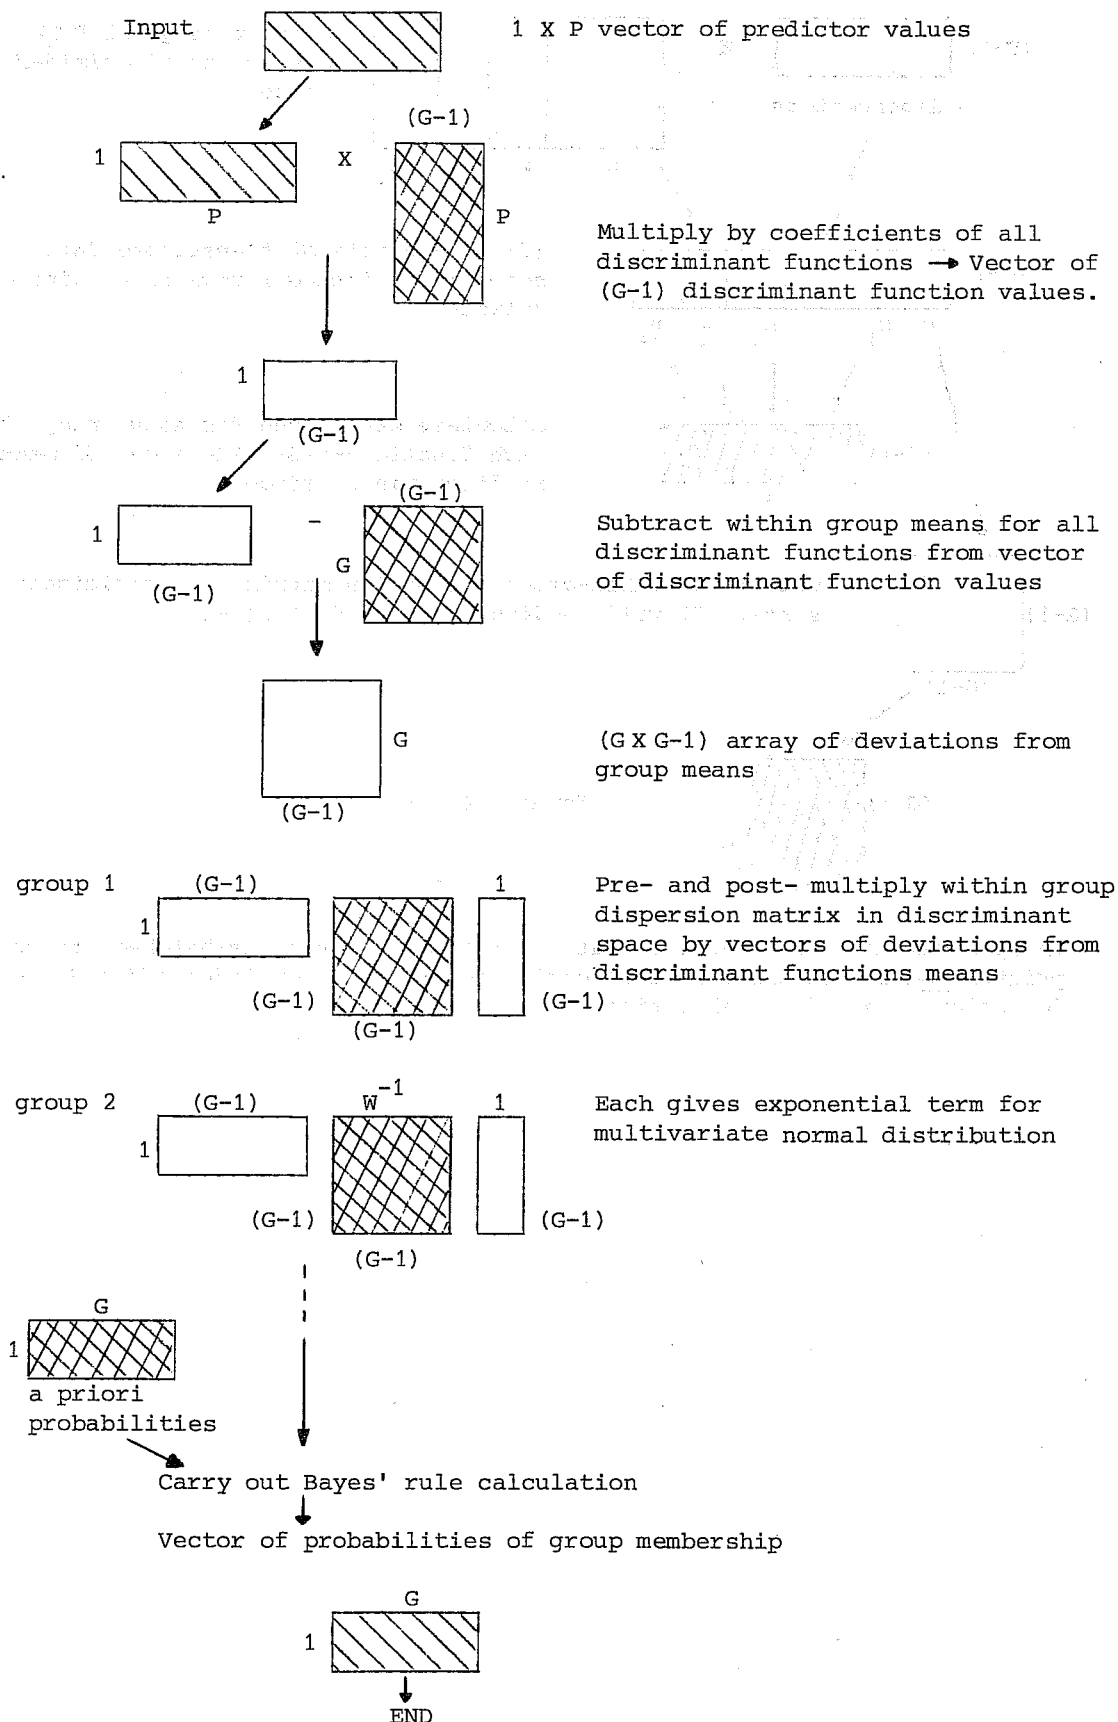 Input
1 X P vector of predictor values
(G-1)
1
X
P
P
Multiply by coefficients of all
discriminant functions → Vector of
(G-1) discriminant function values.
1
(G-1)
(G-1)
1
-
G
(G-1)
Subtract within group means for all
discriminant functions from vector
of discriminant function values
G
(G-1)
(G X G-1) array of deviations from
group means
group 1
(G-1)
1
1
(G-1)
(G-1)
(G-1)
Pre- and post- multiply within group
dispersion matrix in discriminant
space by vectors of deviations from
discriminant functions means
group 2
(G-1)
W-1
1
1
(G-1)
(G-1)
(G-1)
Each gives exponential term for
multivariate normal distribution
G
1
a priori
probabilities
Carry out Bayes' rule calculation
Vector of probabilities of group membership
G
1
END